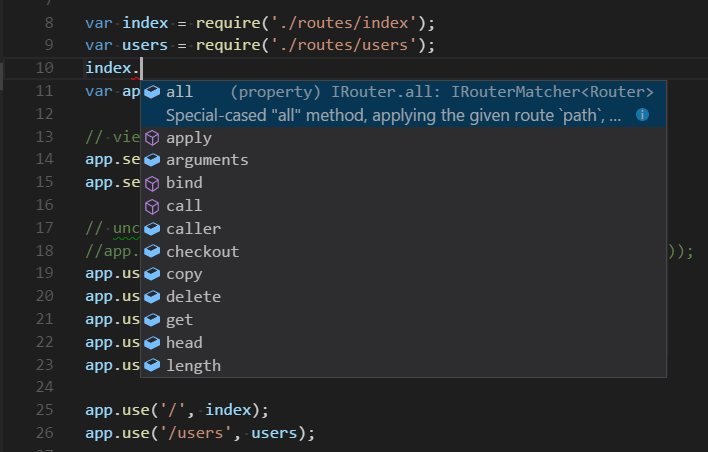 8 var index = require('./routes/index');
9 var users = require('./routes/users');
10 index.
11 var ap
all (property) IRouter.all: IRouterMatcher<Router>
12
Special-cased "all" method, applying the given route `path`, ...
13 // vie
apply
14 app.se
arguments
15 app.se
bind
16
call
17 // unc
caller
18 //app. ));
checkout
19 app.us
copy
20 app.us
delete
21 app.us
get
22 app.us
head
23 app.us
length
24
25 app.use('/', index);
26 app.use('/users', users);